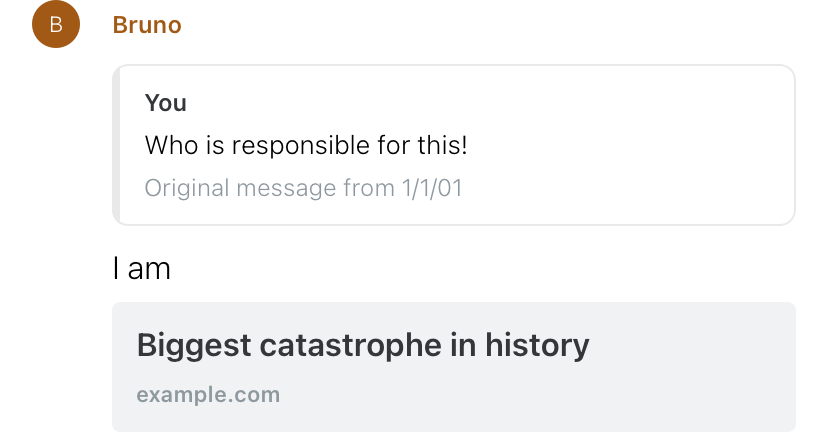 B
Bruno
You
Who is responsible for this!
Original message from 1/1/01
I am
Biggest catastrophe in history
example.com